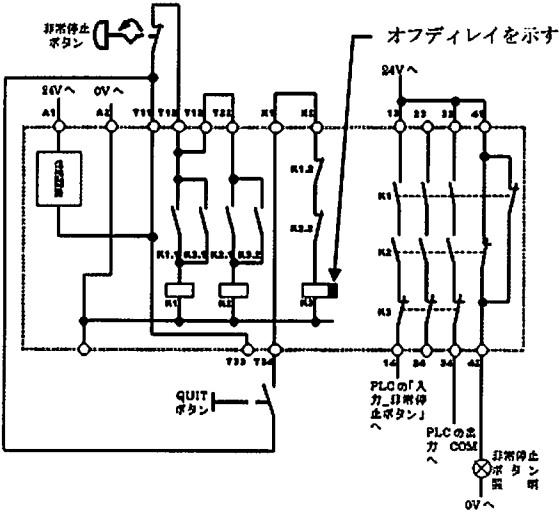 非常停止
ボタン
オフディレイを示す
24Vへ
0Vへ
24Vへ
A1
A2
T11
T12
T12
T22
X1
X2
13
23
33
41
K1.2
K2.2
K1
K1.1
K2.1
K2
K1
K2
K3
K3
T33
T34
14
24
34
42
QUIT
ボタン
PLCの「入
力_非常停
止ボタン」
へ
PLCの出
力 COM
へ
非常停止
ボタン
照明
0Vへ